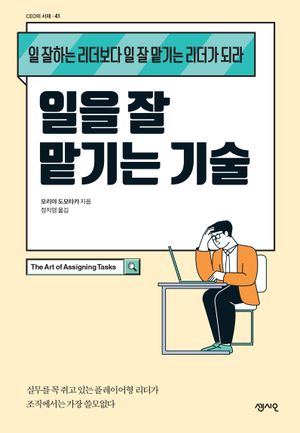 CEO의 서재 · 41
일 잘하는 리더보다 일 잘 맡기는 리더가 되라
일을 잘
맡기는 기술
모리야 도모타카 지음
정지영 옮김
The Art of Assigning Tasks
실무를 꼭 쥐고 있는 플레이어형 리더가
조직에서는 가장 쓸모없다
센시오